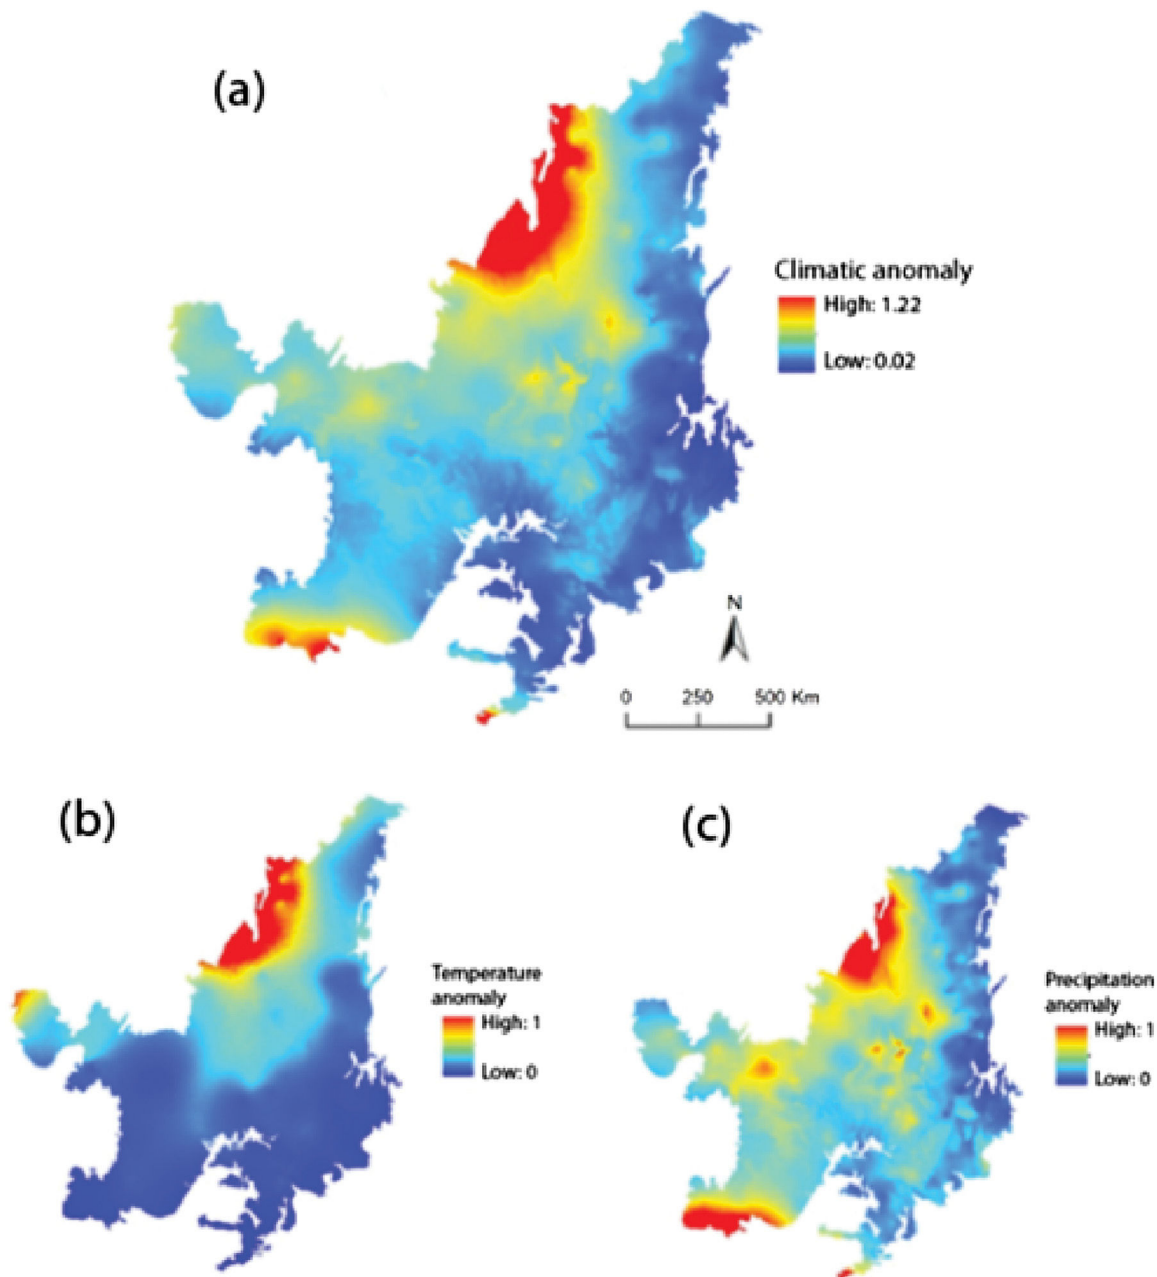 (a)
Climatic anomaly
High: 1.22
Low: 0.02
N
0 250 500 Km
(b)
(c)
Temperature
anomaly
High: 1
Low: 0
Precipitation
anomaly
High: 1
Low: 0